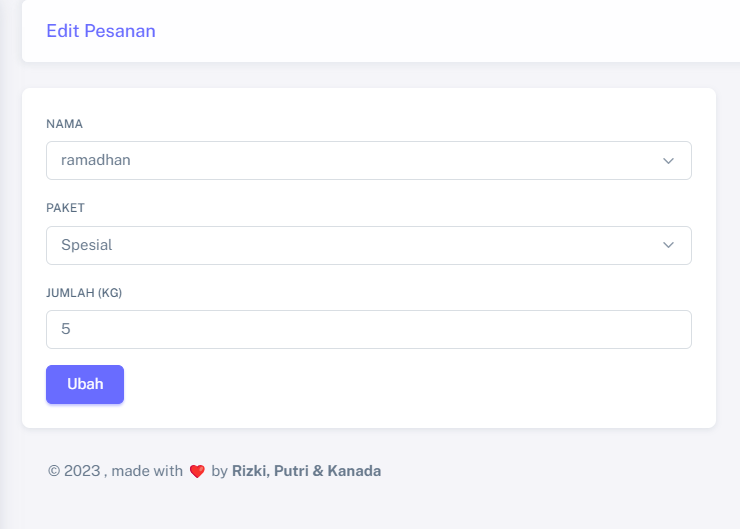 Edit Pesanan
NAMA
ramadhan
PAKET
Spesial
JUMLAH (KG)
5
Ubah
© 2023 , made with ❤️ by Rizki, Putri & Kanada